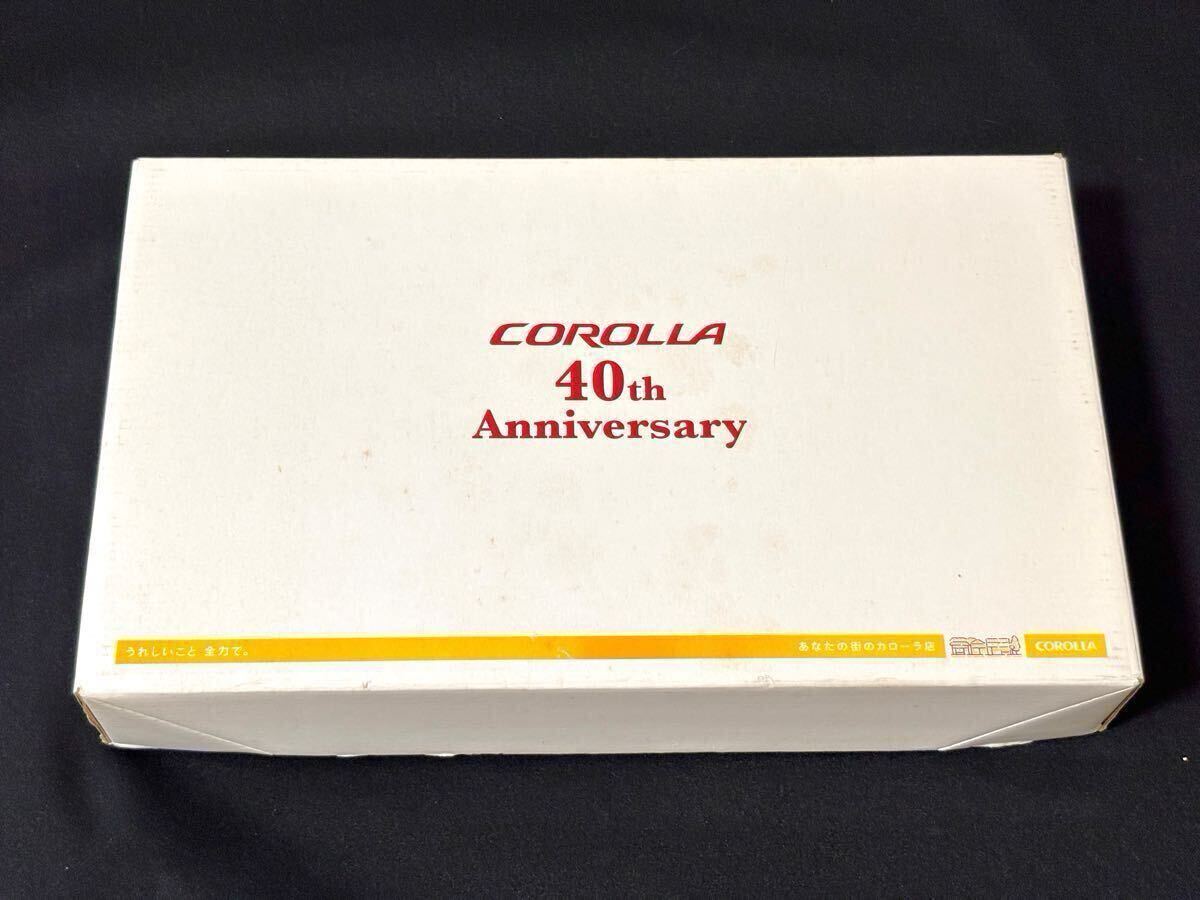 COROLLA
40th
Anniversary
うれしいこと 全力で。
あなたの街のカローラ店
COROLLA